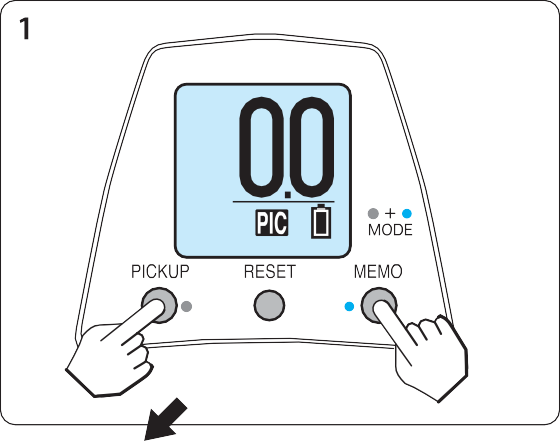 1
0.0
PIC
+
MODE
PICKUP RESET MEMO